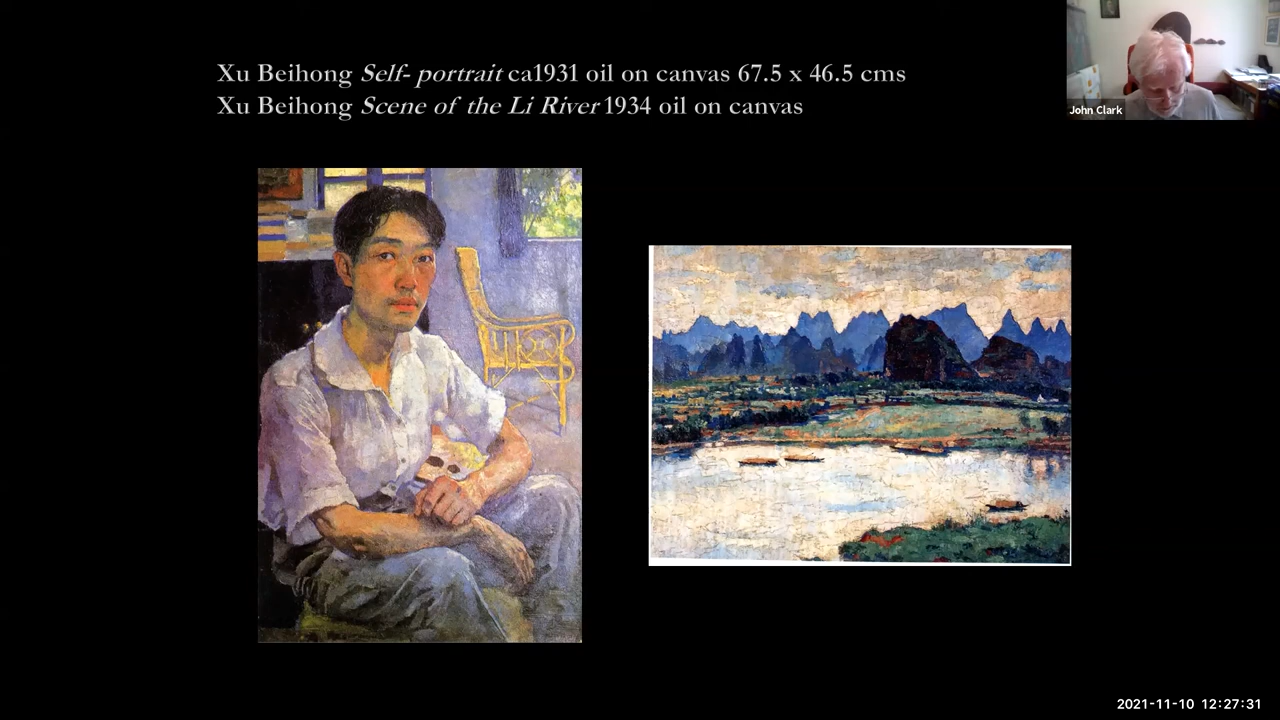 Xu Beihong Self- portrait ca1931 oil on canvas 67.5 x 46.5 cms
Xu Beihong Scene of the Li River 1934 oil on canvas
John Clark
2021-11-10 12:27:31